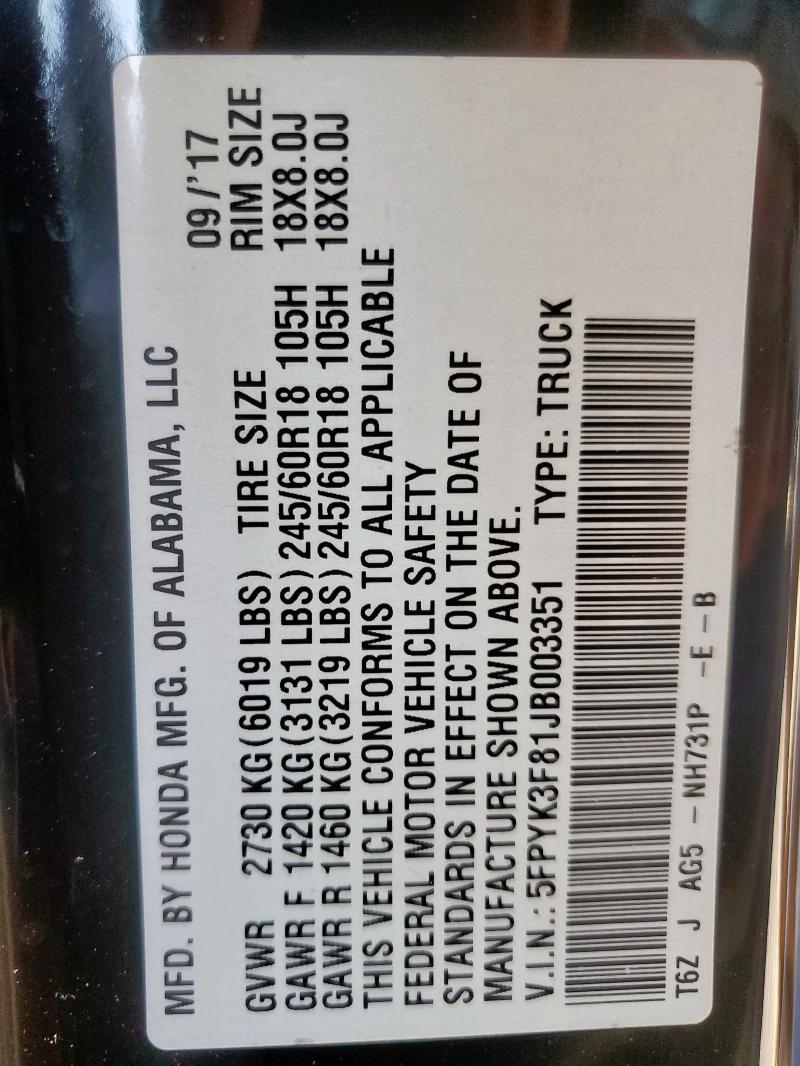 MFD. BY HONDA MFG. OF ALABAMA, LLC
09/'17
TIRE SIZE RIM SIZE
GVWR 2730 KG(6019 LBS)
GAWR F 1420 KG(3131 LBS) 245/60R18 105H 18X8.0J
GAWR R 1460 KG(3219 LBS) 245/60R18 105H 18X8.0J
THIS VEHICLE CONFORMS TO ALL APPLICABLE
FEDERAL MOTOR VEHICLE SAFETY
STANDARDS IN EFFECT ON THE DATE OF
MANUFACTURE SHOWN ABOVE.
V.I.N.: 5FPYK3F81JB003351 TYPE: TRUCK
T6Z J AG5 - NH731P - E - B